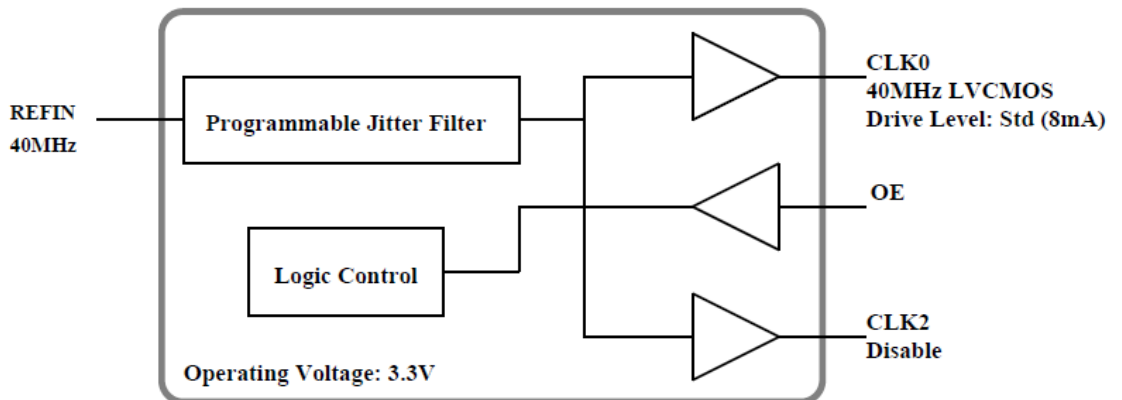 REFIN
40MHz
Programmable Jitter Filter
CLK0
40MHz LVCMOS
Drive Level: Std (8mA)
OE
Logic Control
CLK2
Disable
Operating Voltage: 3.3V